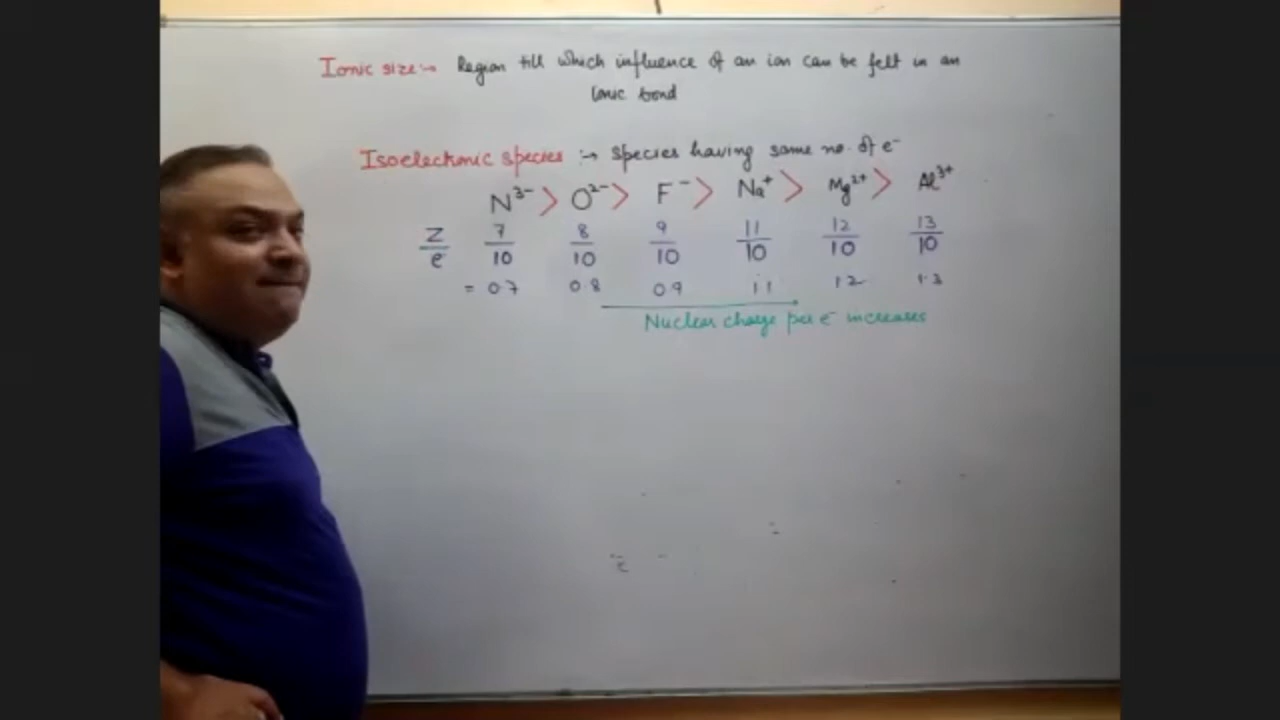 Ionic size :→ Region till which influence of an ion can be felt in an
Ionic bond
Isoelectronic species :→ Species having same no. of e⁻
N³⁻ > O²⁻ > F⁻ > Na⁺ > Mg²⁺ > Al³⁺
Z/e 7/10 8/10 9/10 11/10 12/10 13/10
= 0.7 0.8 0.9 1.1 1.2 1.3
Nuclear charge per e⁻ increases